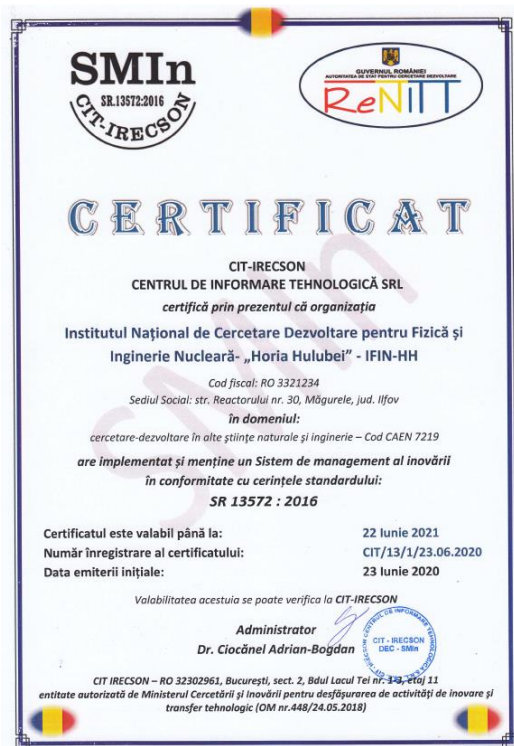 SMIn
SR.13572:2016
CIT-IRECSON
GUVERNUL ROMÂNIEI
AUTORITATEA DE STAT PENTRU CERCETARE DEZVOLTARE
ReNITT
CERTIFICAT
CIT-IRECSON
CENTRUL DE INFORMARE TEHNOLOGICĂ SRL
certifică prin prezentul că organizația
Institutul Național de Cercetare Dezvoltare pentru Fizică și
Inginerie Nucleară- „Horia Hulubei” - IFIN-HH
Cod fiscal: RO 3321234
Sediul Social: str. Reactorului nr. 30, Măgurele, jud. Ilfov
în domeniul:
cercetare-dezvoltare în alte științe naturale și inginerie – Cod CAEN 7219
are implementat și menține un Sistem de management al inovării
în conformitate cu cerințele standardului:
SR 13572 : 2016
Certificatul este valabil până la: 22 Iunie 2021
Număr înregistrare al certificatului: CIT/13/1/23.06.2020
Data emiterii inițiale: 23 Iunie 2020
Valabilitatea acestuia se poate verifica la CIT-IRECSON
Administrator
Dr. Ciocănel Adrian-Bogdan
CENTRUL DE INFORMARE TEHNOLOGICA S.R.L.
CIT - IRECSON
DEC - SMIn
CIT IRECSON – RO 32302961, București, sect. 2, Bdul Lacul Tei nr. 1-3, etaj 11
entitate autorizată de Ministerul Cercetării și Inovării pentru desfășurarea de activități de inovare și
transfer tehnologic (OM nr.448/24.05.2018)
SMIn